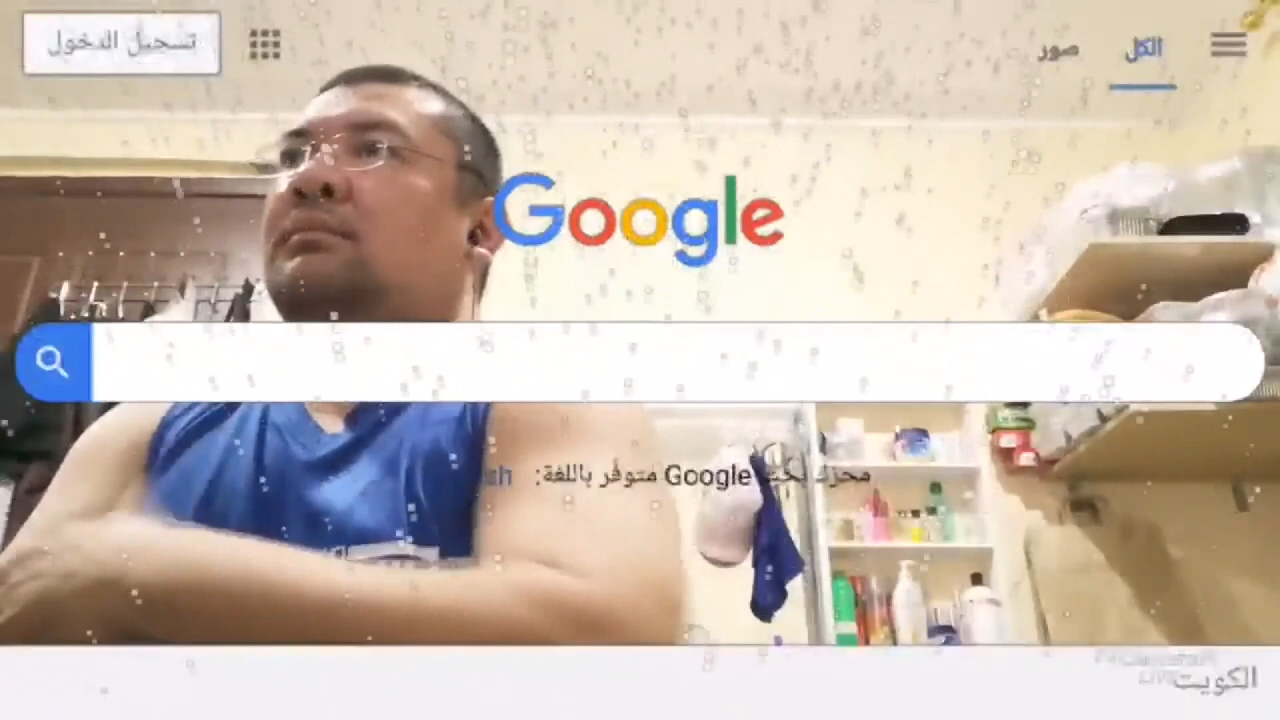 تسجيل الدخول
صور
الكل
Google
محرك بحث Google متوفر باللغة:
الكويت